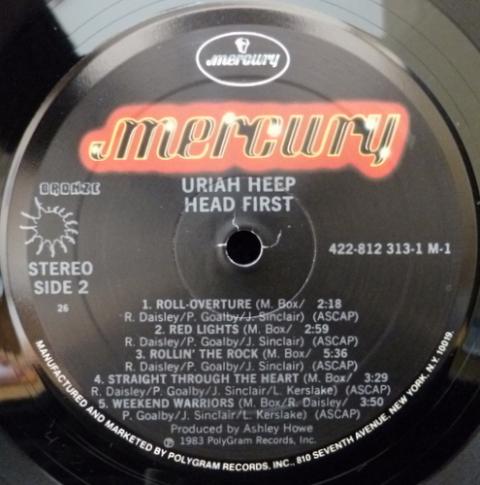 mercury
mercury
BRONZE
URIAH HEEP
HEAD FIRST
422-812 313-1 M-1
STEREO
SIDE 2
26
1. ROLL-OVERTURE (M. Box/ 2:18
R. Daisley/P. Goalby/J. Sinclair) (ASCAP)
2. RED LIGHTS (M. Box/ 2:59
R. Daisley/P. Goalby/J. Sinclair) (ASCAP)
3. ROLLIN' THE ROCK (M. Box/ 5:36
R. Daisley/P. Goalby/J. Sinclair) (ASCAP)
4. STRAIGHT THROUGH THE HEART (M. Box/ 3:29
R. Daisley/P. Goalby/J. Sinclair/L. Kerslake) (ASCAP)
5. WEEKEND WARRIORS (M. Box/R. Daisley/ 3:50
P. Goalby/J. Sinclair/L. Kerslake) (ASCAP)
Produced by Ashley Howe
℗ 1983 PolyGram Records, Inc.
MANUFACTURED AND MARKETED BY POLYGRAM RECORDS, INC., 810 SEVENTH AVENUE, NEW YORK, N.Y. 10019.